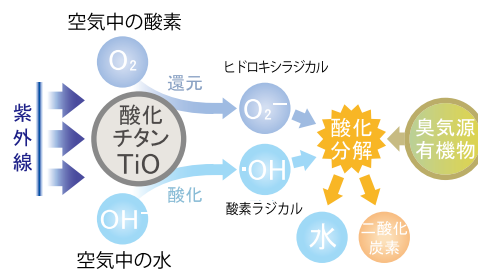 空気中の酸素
O₂
紫外線
還元
ヒドロキシラジカル
O₂⁻
酸化
チタン
TiO
酸化
分解
臭気源
有機物
・OH
酸化
酸素ラジカル
OH⁻
空気中の水
水
二酸化
炭素